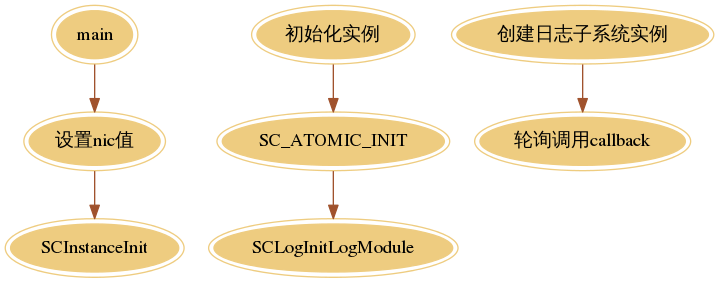 main
初始化实例
创建日志子系统实例
设置nic值
SC_ATOMIC_INIT
轮询调用callback
SCInstanceInit
SCLogInitLogModule